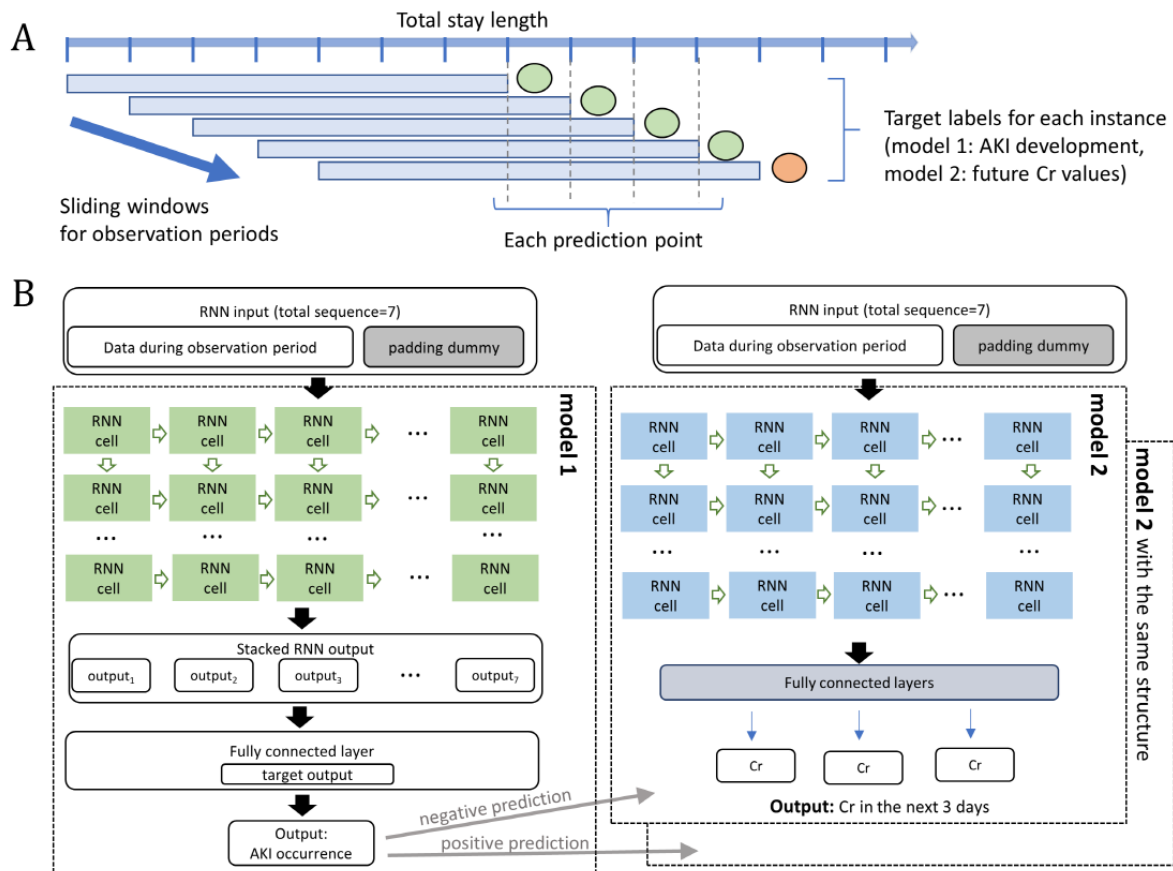 A
Total stay length
Target labels for each instance
(model 1: AKI development,
model 2: future Cr values)
Sliding windows
for observation periods
Each prediction point
B
RNN input (total sequence=7)
Data during observation period
padding dummy
model 1
RNN
cell
RNN
cell
RNN
cell
...
RNN
cell
RNN
cell
RNN
cell
RNN
cell
...
RNN
cell
...
...
...
...
RNN
cell
RNN
cell
RNN
cell
...
RNN
cell
Stacked RNN output
output1
output2
output3
...
output7
Fully connected layer
target output
Output:
AKI occurrence
negative prediction
positive prediction
RNN input (total sequence=7)
Data during observation period
padding dummy
model 2
RNN
cell
RNN
cell
RNN
cell
...
RNN
cell
RNN
cell
RNN
cell
RNN
cell
...
RNN
cell
...
...
...
...
RNN
cell
RNN
cell
RNN
cell
...
RNN
cell
Fully connected layers
Cr
Cr
Cr
Output: Cr in the next 3 days
model 2 with the same structure